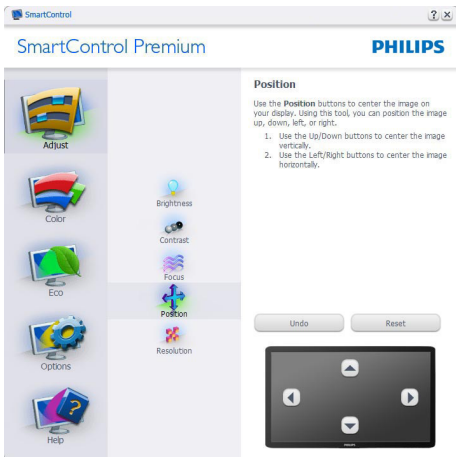 SmartControl
SmartControl Premium
PHILIPS
Adjust
Color
Eco
Options
Help
Brightness
Contrast
Focus
Position
Resolution
Position
Use the Position buttons to center the image on
your display. Using this tool, you can position the image
up, down, left, or right.
1. Use the Up/Down buttons to center the image
vertically.
2. Use the Left/Right buttons to center the image
horizontally.
Undo
Reset
PHILIPS